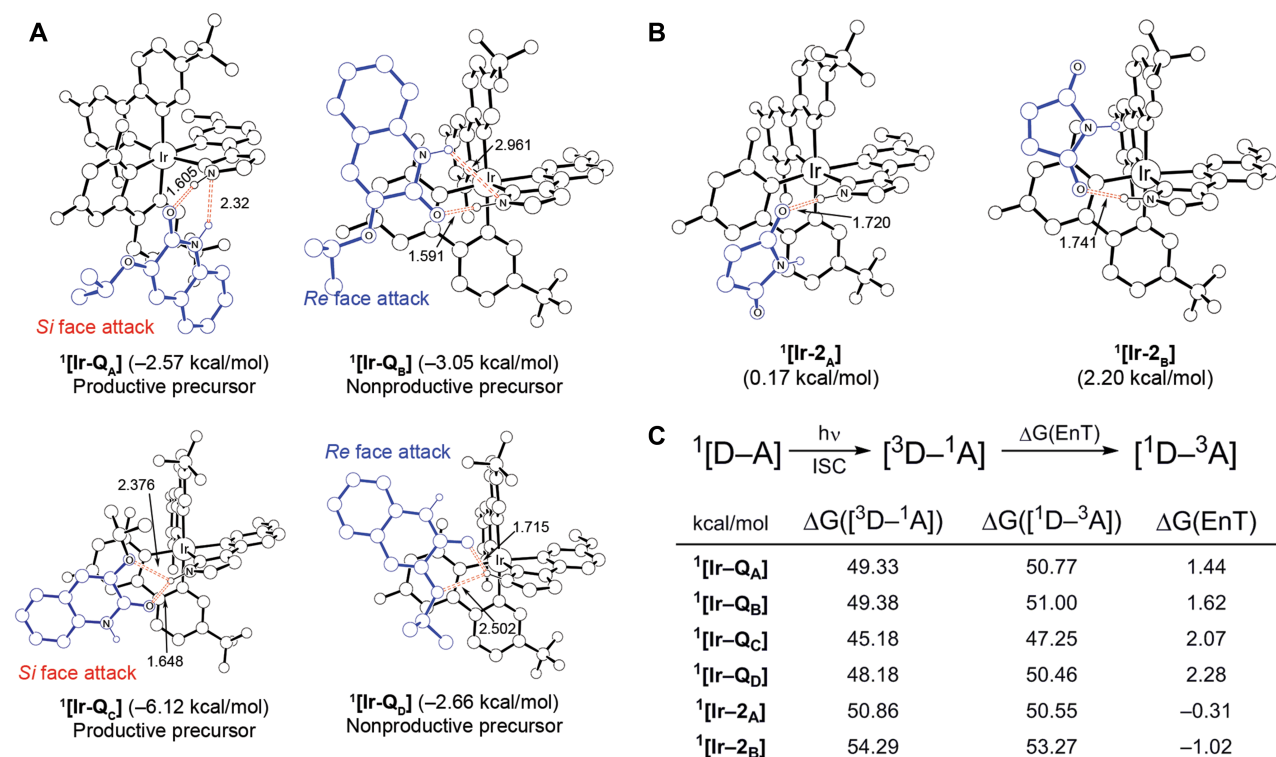 A
Ir
1.605
N
2.32
O
N
O
Si face attack
1[Ir-QA] (–2.57 kcal/mol)
Productive precursor
N
2.961
Ir
N
O
O
1.591
Re face attack
1[Ir-QB] (–3.05 kcal/mol)
Nonproductive precursor
2.376
Ir
O
N
O
N
1.648
Si face attack
1[Ir-QC] (–6.12 kcal/mol)
Productive precursor
Re face attack
1.715
Ir
2.502
1[Ir-QD] (–2.66 kcal/mol)
Nonproductive precursor
B
Ir
N
O
1.720
N
O
1[Ir-2A]
(0.17 kcal/mol)
O
N
Ir
O
N
1.741
1[Ir-2B]
(2.20 kcal/mol)
C
1[D–A] hν ISC [3D–1A] ΔG(EnT) [1D–3A]
kcal/mol ΔG([3D–1A]) ΔG([1D–3A]) ΔG(EnT)
1[Ir–QA] 49.33 50.77 1.44
1[Ir–QB] 49.38 51.00 1.62
1[Ir–QC] 45.18 47.25 2.07
1[Ir–QD] 48.18 50.46 2.28
1[Ir–2A] 50.86 50.55 –0.31
1[Ir–2B] 54.29 53.27 –1.02